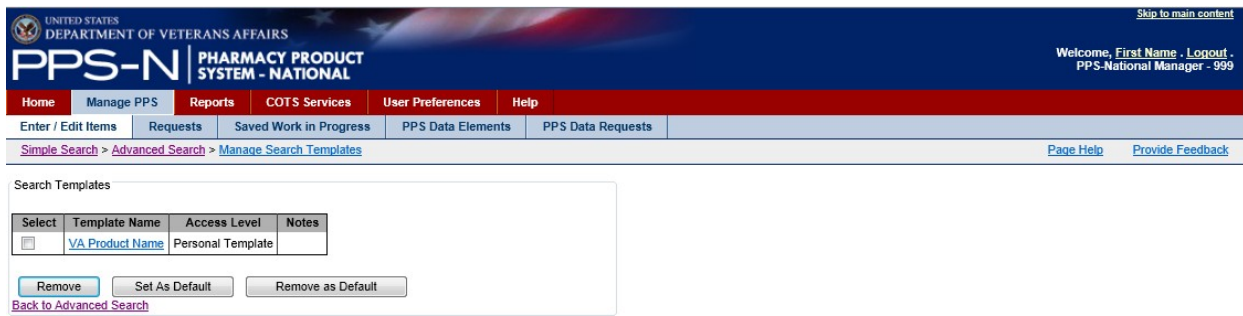 Skip to main content
UNITED STATES
DEPARTMENT OF VETERANS AFFAIRS
PPS-N PHARMACY PRODUCT
SYSTEM - NATIONAL
Welcome, First Name . Logout .
PPS-National Manager - 999
Home Manage PPS Reports COTS Services User Preferences Help
Enter / Edit Items Requests Saved Work in Progress PPS Data Elements PPS Data Requests
Simple Search > Advanced Search > Manage Search Templates Page Help Provide Feedback
Search Templates
Select Template Name Access Level Notes
VA Product Name Personal Template
Remove Set As Default Remove as Default
Back to Advanced Search